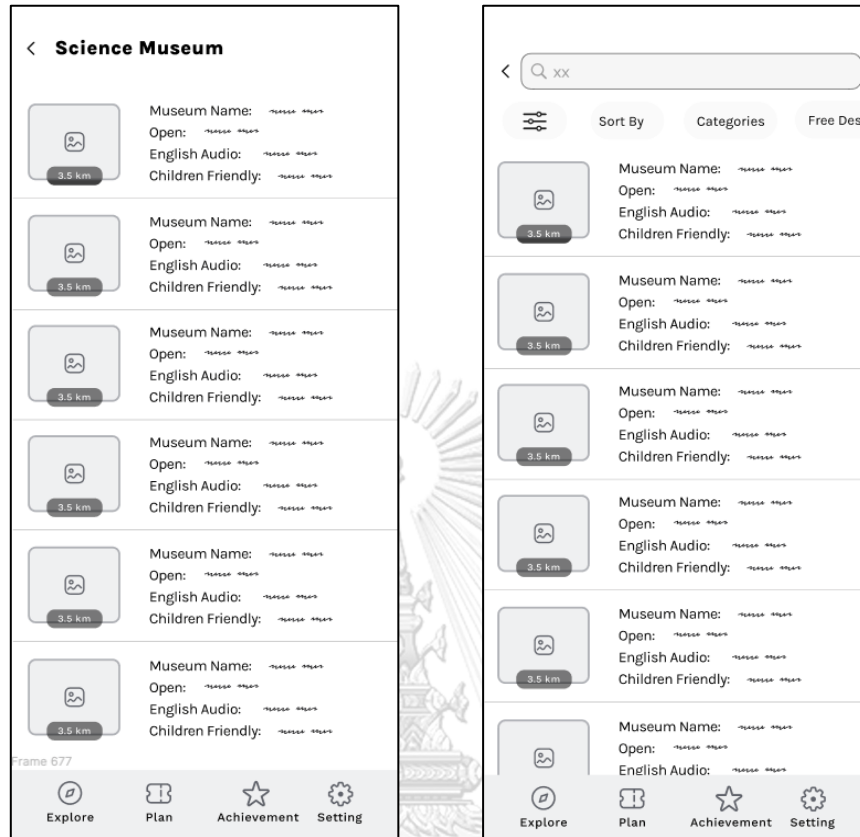 Science Museum
Museum Name:
Open:
English Audio:
Children Friendly:
3.5 km
Museum Name:
Open:
English Audio:
Children Friendly:
3.5 km
Museum Name:
Open:
English Audio:
Children Friendly:
3.5 km
Museum Name:
Open:
English Audio:
Children Friendly:
3.5 km
Museum Name:
Open:
English Audio:
Children Friendly:
3.5 km
Museum Name:
Open:
English Audio:
Children Friendly:
3.5 km
Frame 677
Explore Plan Achievement Setting
xx
Sort By Categories Free Des
Museum Name:
Open:
English Audio:
Children Friendly:
3.5 km
Museum Name:
Open:
English Audio:
Children Friendly:
3.5 km
Museum Name:
Open:
English Audio:
Children Friendly:
3.5 km
Museum Name:
Open:
English Audio:
Children Friendly:
3.5 km
Museum Name:
Open:
English Audio:
Children Friendly:
3.5 km
Museum Name:
Open:
English Audio:
Explore Plan Achievement Setting